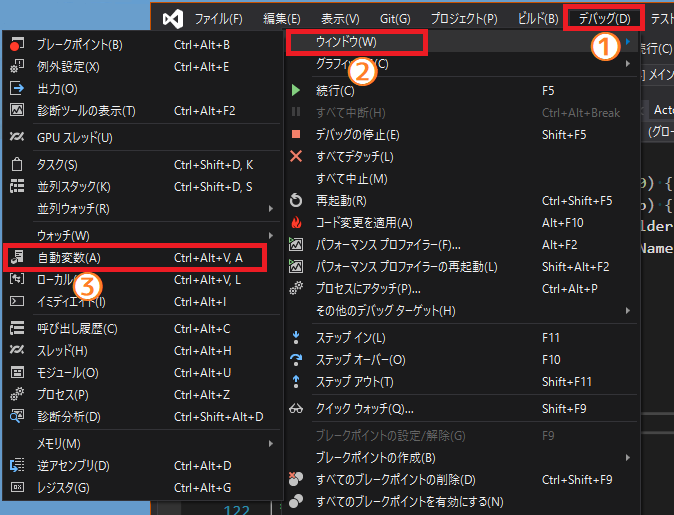 ファイル(F) 編集(E) 表示(V) Git(G) プロジェクト(P) ビルド(B) デバッグ(D) テスト
①
ウィンドウ(W)
②
グラフィックス(C)
続行(C) F5
すべて中断(H) Ctrl+Alt+Break
デバッグの停止(E) Shift+F5
すべてデタッチ(L)
すべて中止(M)
再起動(R) Ctrl+Shift+F5
コード変更を適用(A) Alt+F10
パフォーマンス プロファイラー(F)... Alt+F2
パフォーマンス プロファイラーの再起動(L) Shift+Alt+F2
プロセスにアタッチ(P)... Ctrl+Alt+P
その他のデバッグ ターゲット(H)
ステップ イン(L) F11
ステップ オーバー(O) F10
ステップ アウト(T) Shift+F11
クイック ウォッチ(Q)... Shift+F9
ブレークポイントの設定/解除(G) F9
ブレークポイントの作成(B)
すべてのブレークポイントの削除(D) Ctrl+Shift+F9
すべてのブレークポイントを有効にする(N)
ブレークポイント(B) Ctrl+Alt+B
例外設定(X) Ctrl+Alt+E
出力(O)
診断ツールの表示(T) Ctrl+Alt+F2
GPU スレッド(U)
タスク(S) Ctrl+Shift+D, K
並列スタック(K) Ctrl+Shift+D, S
並列ウォッチ(R)
ウォッチ(W)
自動変数(A) Ctrl+Alt+V, A
③
ローカル( Ctrl+Alt+V, L
イミディエイト(I) Ctrl+Alt+I
呼び出し履歴(C) Ctrl+Alt+C
スレッド(H) Ctrl+Alt+H
モジュール(O) Ctrl+Alt+U
プロセス(P) Ctrl+Alt+Z
診断分析(D) Ctrl+Shift+Alt+D
メモリ(M)
逆アセンブリ(D) Ctrl+Alt+D
レジスタ(G) Ctrl+Alt+G
続行(C)
] メイン
Acto
(グロー
0) {
o) {
lder
Name
122